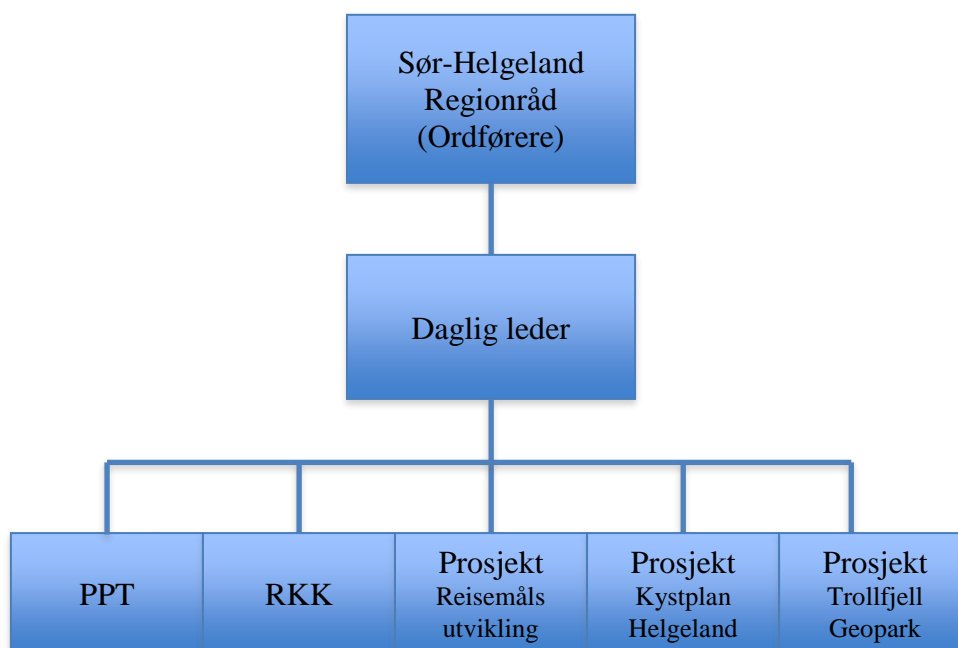 Sør-Helgeland
Regionråd
(Ordførere)
Daglig leder
PPT
RKK
Prosjekt
Reisemåls
utvikling
Prosjekt
Kystplan
Helgeland
Prosjekt
Trollfjell
Geopark